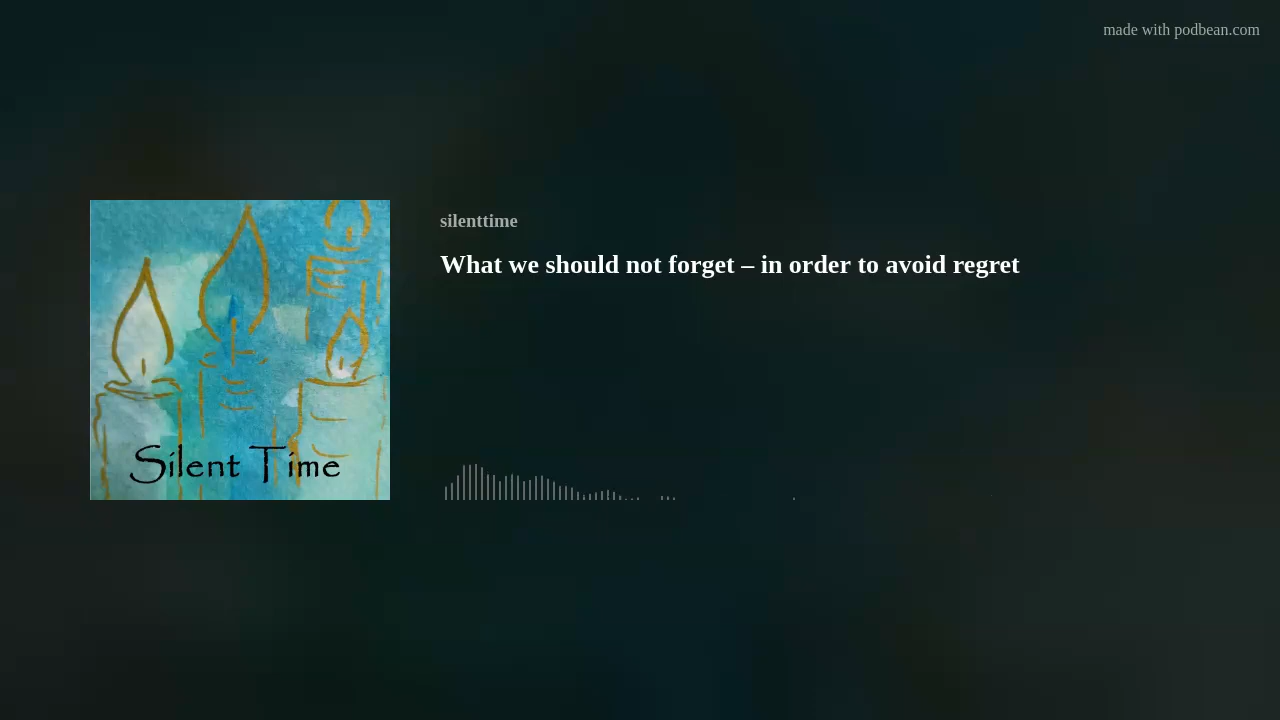 made with podbean.com
silenttime
What we should not forget – in order to avoid regret
Silent Time